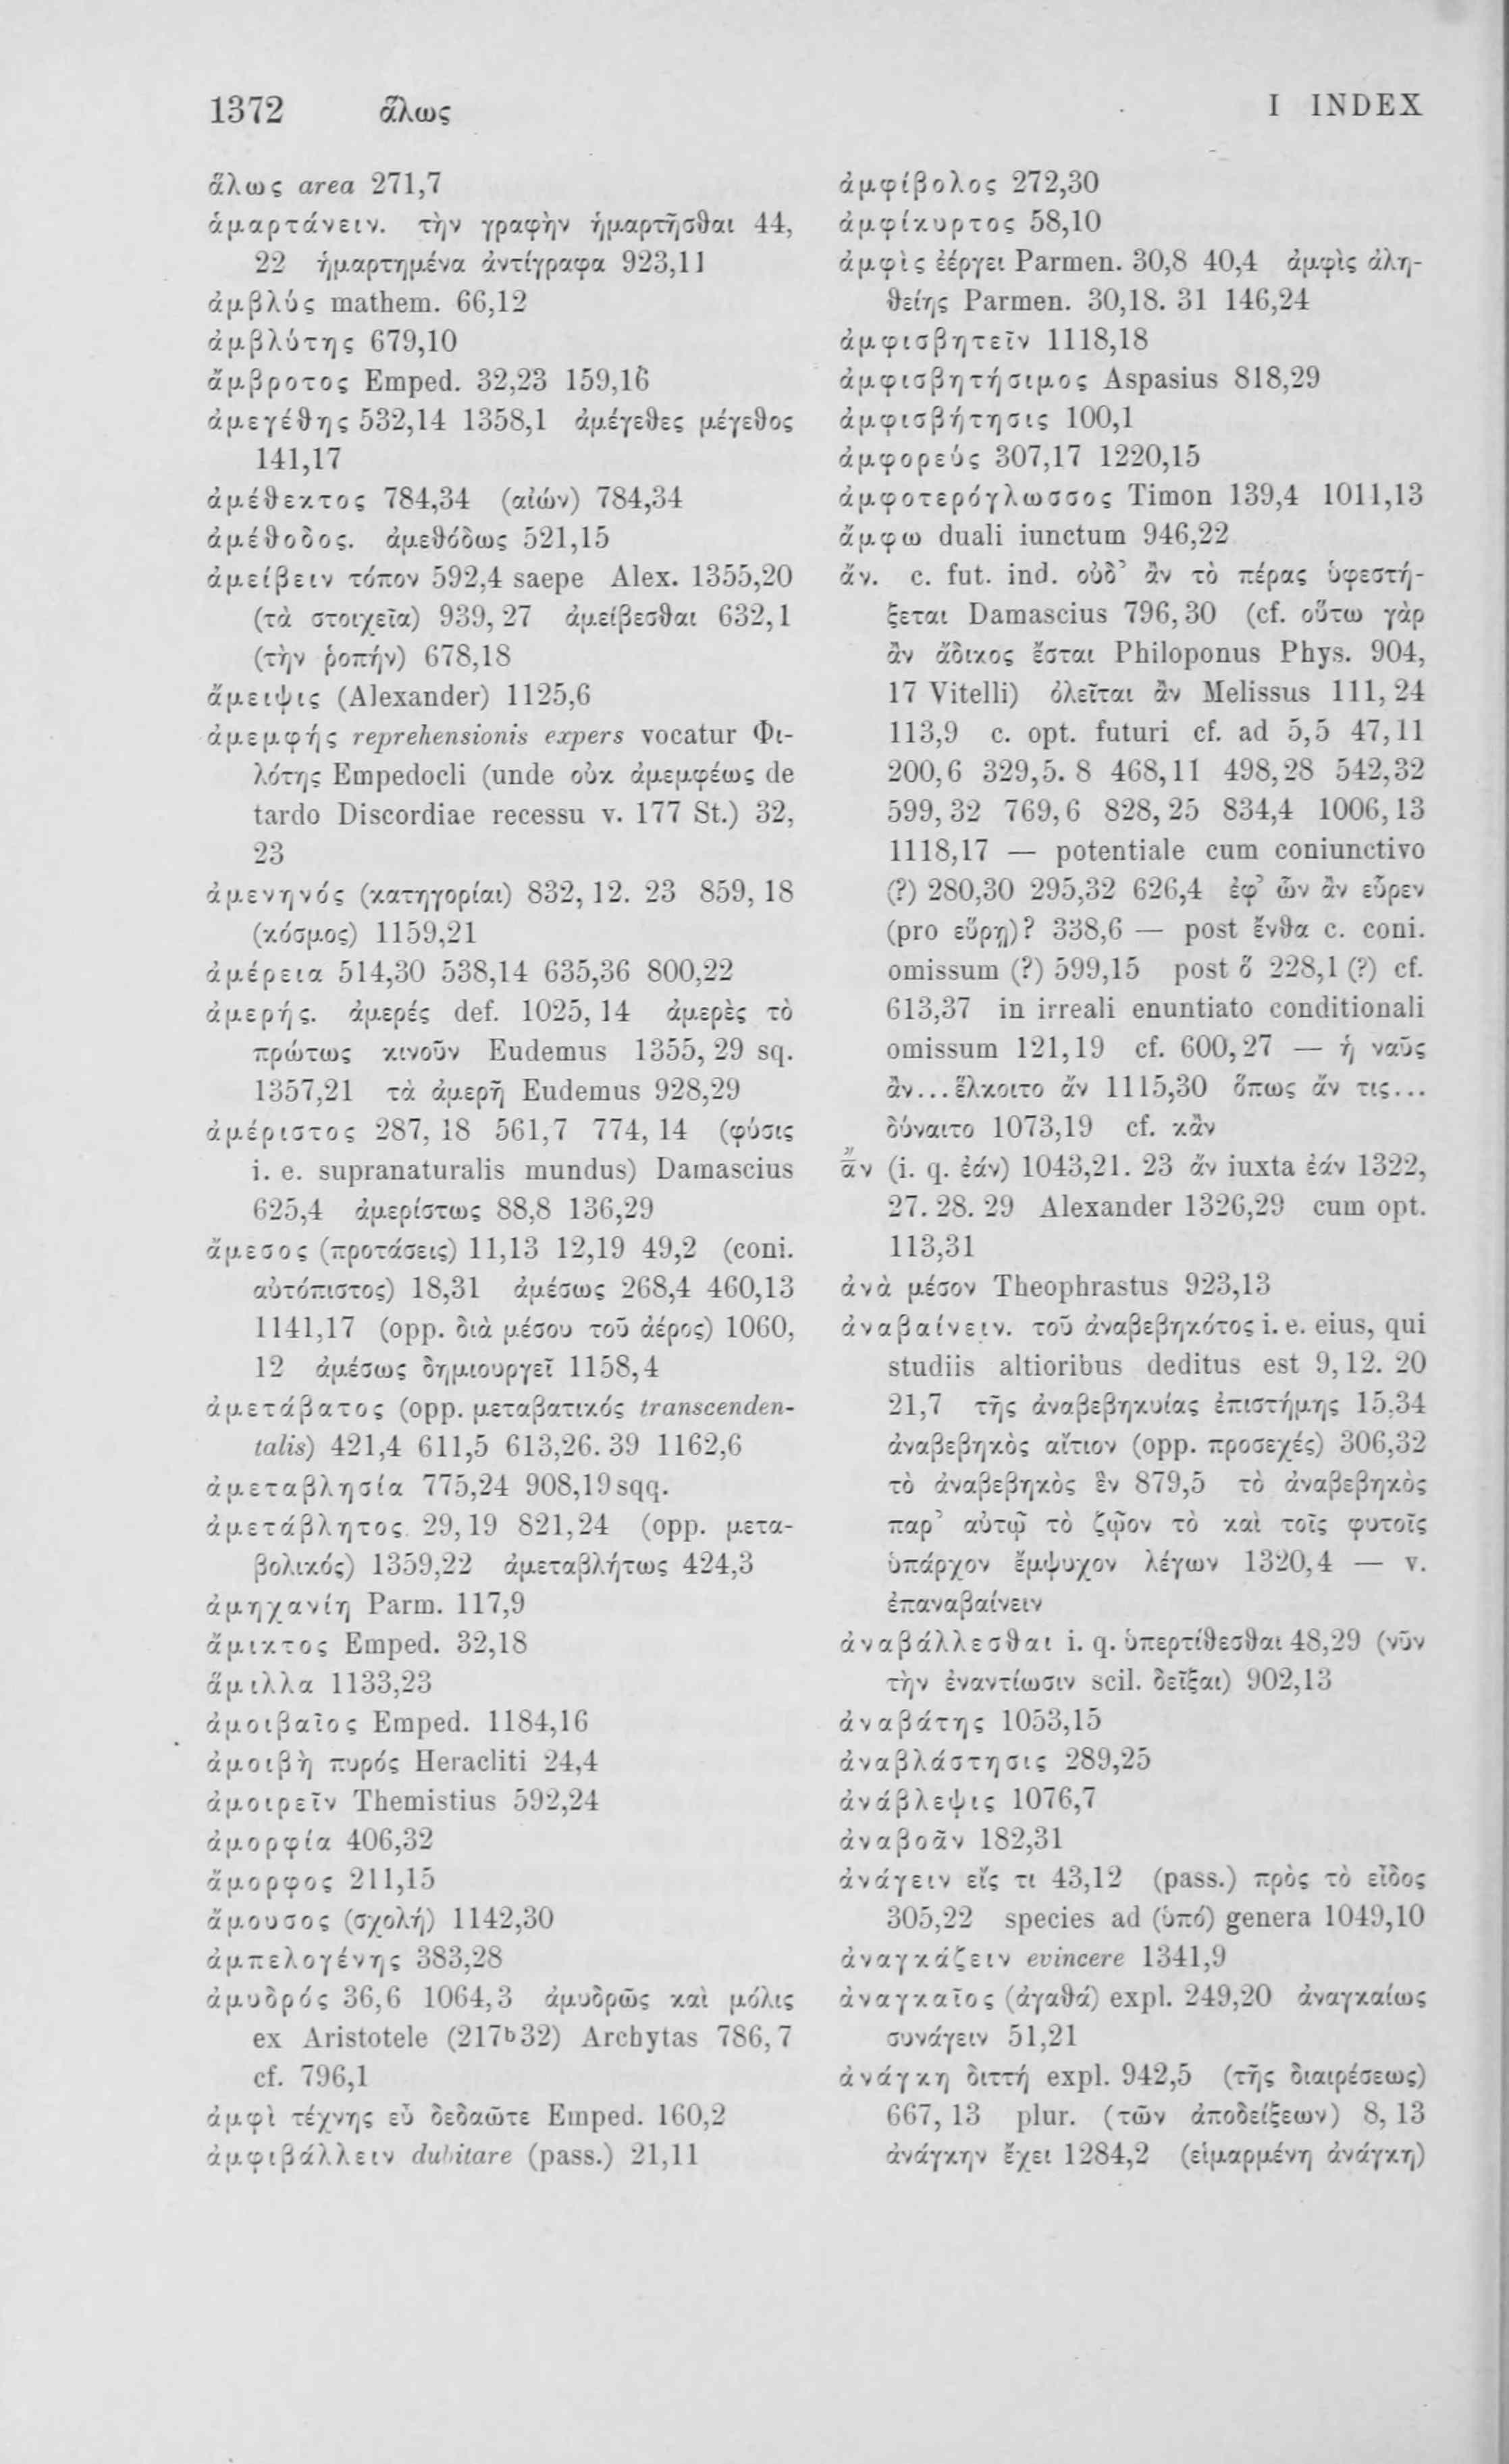 1372 ἅλως
I INDEX
ἅλως area 271,7
ἁμαρτάνειν. τὴν γραφὴν ἡμαρτῆσθαι 44,
22 ἡμαρτημένα ἀντίγραφα 923,11
ἀμβλύς mathem. 66,12
ἀμβλύτης 679,10
ἄμβροτος Emped. 32,23 159,16
ἀμεγέθης 532,14 1358,1 ἀμέγεθες μέγεθος
141,17
ἀμέθεκτος 784,34 (αἰών) 784,34
ἀμέθοδος. ἀμεθόδως 521,15
ἀμείβειν τόπον 592,4 saepe Alex. 1355,20
(τὰ στοιχεῖα) 939,27 ἀμείβεσθαι 632,1
(τὴν ῥοπήν) 678,18
ἄμειψις (Alexander) 1125,6
ἀμεμφής reprehensionis expers vocatur Φι-
λότης Empedocli (unde οὐκ ἀμεμφέως de
tardo Discordiae recessu v. 177 St.) 32,
23
ἀμενηνός (κατηγορίαι) 832,12. 23 859,18
(κόσμος) 1159,21
ἀμέρεια 514,30 538,14 635,36 800,22
ἀμερής. ἀμερές def. 1025,14 ἀμερὲς τὸ
πρώτως κινοῦν Eudemus 1355,29 sq.
1357,21 τὰ ἀμερῆ Eudemus 928,29
ἀμέριστος 287,18 561,7 774,14 (φύσις
i. e. supranaturalis mundus) Damascius
625,4 ἀμερίστως 88,8 136,29
ἄμεσος (προτάσεις) 11,13 12,19 49,2 (coni.
αὐτόπιστος) 18,31 ἀμέσως 268,4 460,13
1141,17 (opp. διὰ μέσου τοῦ ἀέρος) 1060,
12 ἀμέσως δημιουργεῖ 1158,4
ἀμετάβατος (opp. μεταβατικός transcenden-
talis) 421,4 611,5 613,26. 39 1162,6
ἀμεταβλησία 775,24 908,19 sqq.
ἀμετάβλητος 29,19 821,24 (opp. μετα-
βολικός) 1359,22 ἀμεταβλήτως 424,3
ἀμηχανίη Parm. 117,9
ἄμικτος Emped. 32,18
ἅμιλλα 1133,23
ἀμοιβαῖος Emped. 1184,16
ἀμοιβὴ πυρός Heracliti 24,4
ἀμοιρεῖν Themistius 592,24
ἀμορφία 406,32
ἄμορφος 211,15
ἄμουσος (σχολή) 1142,30
ἀμπελογένης 383,28
ἀμυδρός 36,6 1064,3 ἀμυδρῶς καὶ μόλις
ex Aristotele (217b32) Archytas 786,7
cf. 796,1
ἀμφὶ τέχνης εὖ δεδαῶτε Emped. 160,2
ἀμφιβάλλειν dubitare (pass.) 21,11
ἀμφίβολος 272,30
ἀμφίκυρτος 58,10
ἀμφὶς ἐέργει Parmen. 30,8 40,4 ἀμφὶς ἀλη-
θείης Parmen. 30,18. 31 146,24
ἀμφισβητεῖν 1118,18
ἀμφισβητήσιμος Aspasius 818,29
ἀμφισβήτησις 100,1
ἀμφορεύς 307,17 1220,15
ἀμφοτερόγλωσσος Timon 139,4 1011,13
ἄμφω duali iunctum 946,22
ἄν. c. fut. ind. οὐδ’ ἂν τὸ πέρας ὑφεστή-
ξεται Damascius 796,30 (cf. οὕτω γὰρ
ἂν ἄδικος ἔσται Philoponus Phys. 904,
17 Vitelli) ὀλεῖται ἂν Melissus 111,24
113,9 c. opt. futuri cf. ad 5,5 47,11
200,6 329,5. 8 468,11 498,28 542,32
599,32 769,6 828,25 834,4 1006,13
1118,17 — potentiale cum coniunctivo
(?) 280,30 295,32 626,4 ἐφ’ ὧν ἂν εὗρεν
(pro εὕρῃ)? 338,6 — post ἔνθα c. coni.
omissum (?) 599,15 post ὅ 228,1 (?) cf.
613,37 in irreali enuntiato conditionali
omissum 121,19 cf. 600,27 — ἡ ναῦς
ἂν...ἕλκοιτο ἄν 1115,30 ὅπως ἄν τις...
δύναιτο 1073,19 cf. κἂν
ᾱ̓́ν (i. q. ἐάν) 1043,21. 23 ἄν iuxta ἐάν 1322,
27. 28. 29 Alexander 1326,29 cum opt.
113,31
ἀνὰ μέσον Theophrastus 923,13
ἀναβαίνειν. τοῦ ἀναβεβηκότος i. e. eius, qui
studiis altioribus deditus est 9,12. 20
21,7 τῆς ἀναβεβηκυίας ἐπιστήμης 15,34
ἀναβεβηκὸς αἴτιον (opp. προσεχές) 306,32
τὸ ἀναβεβηκὸς ἓν 879,5 τὸ ἀναβεβηκὸς
παρ’ αὐτῷ τὸ ζῷον τὸ καὶ τοῖς φυτοῖς
ὑπάρχον ἔμψυχον λέγων 1320,4 — v.
ἐπαναβαίνειν
ἀναβάλλεσθαι i. q. ὑπερτίθεσθαι 48,29 (νῦν
τὴν ἐναντίωσιν scil. δεῖξαι) 902,13
ἀναβάτης 1053,15
ἀναβλάστησις 289,25
ἀνάβλεψις 1076,7
ἀναβοᾶν 182,31
ἀνάγειν εἴς τι 43,12 (pass.) πρὸς τὸ εἶδος
305,22 species ad (ὑπό) genera 1049,10
ἀναγκάζειν evincere 1341,9
ἀναγκαῖος (ἀγαθά) expl. 249,20 ἀναγκαίως
συνάγειν 51,21
ἀνάγκη διττή expl. 942,5 (τῆς διαιρέσεως)
667,13 plur. (τῶν ἀποδείξεων) 8,13
ἀνάγκην ἔχει 1284,2 (εἱμαρμένη ἀνάγκη)